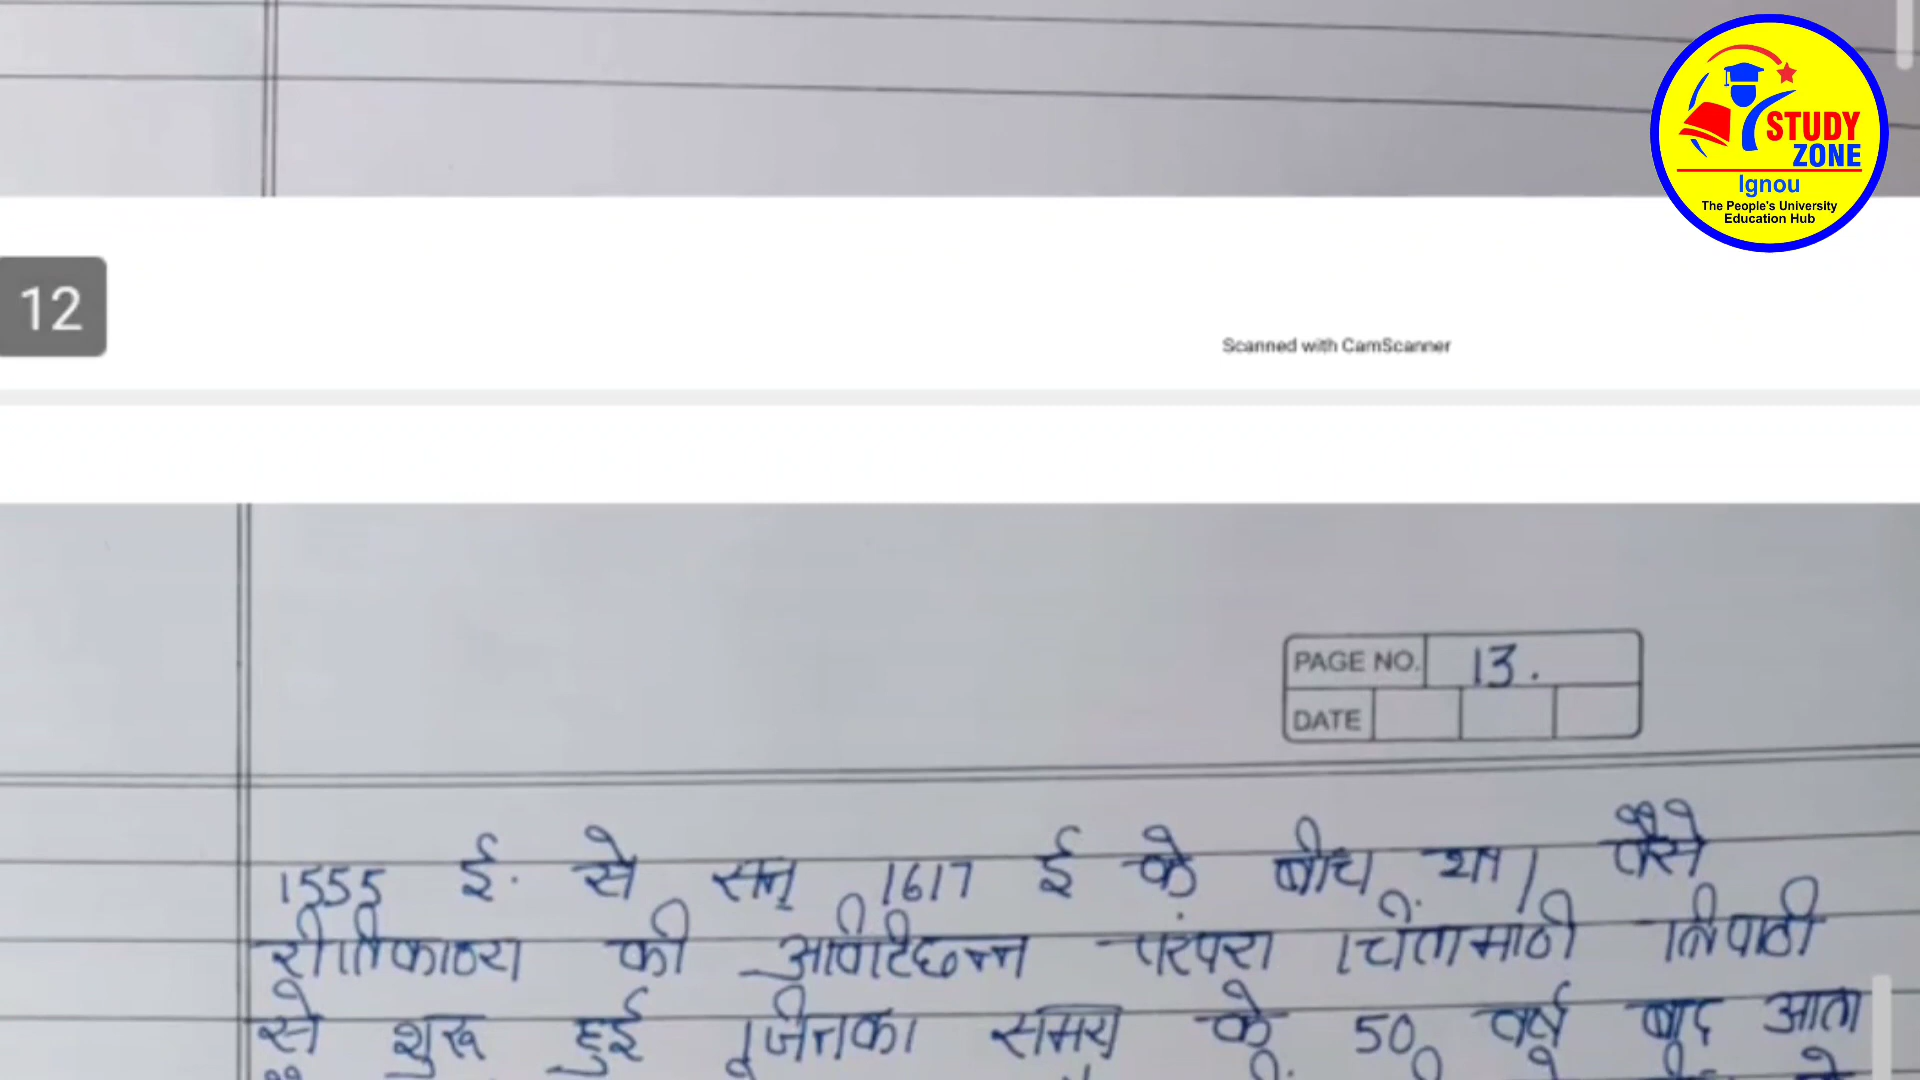 STUDY
ZONE
Ignou
The People's University
Education Hub
12
Scanned with CamScanner
PAGE NO. 13.
DATE
1555 ई. से सन् 1617 ई के बीच था। वैसे
रीतिकाव्य की अविच्छिन्न परंपरा चिंतामणी त्रिपाठी
से शुरू हुई जिनका समय के 50 वर्ष बाद आता